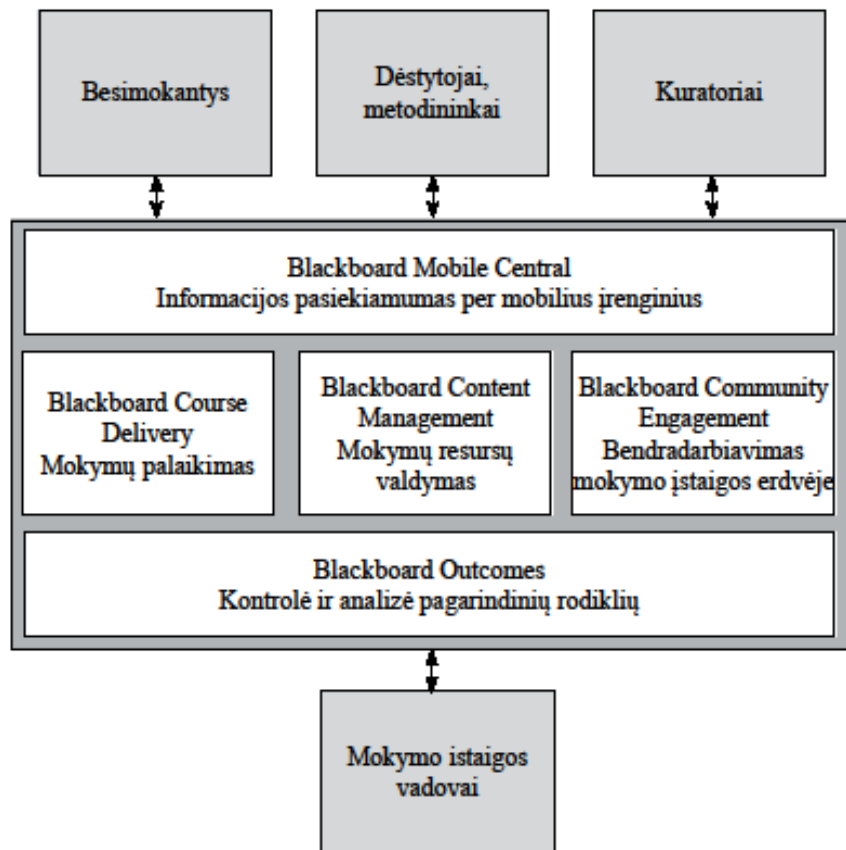 Besimokantys
Dėstytojai,
metodininkai
Kuratoriai
Blackboard Mobile Central
Informacijos pasiekiamumas per mobilius įrenginius
Blackboard Course
Delivery
Mokymų palaikimas
Blackboard Content
Management
Mokymų resursų
valdymas
Blackboard Community
Engagement
Bendradarbiavimas
mokymo įstaigos erdvėje
Blackboard Outcomes
Kontrolė ir analizė pagarindinių rodiklių
Mokymo istaigos
vadovai